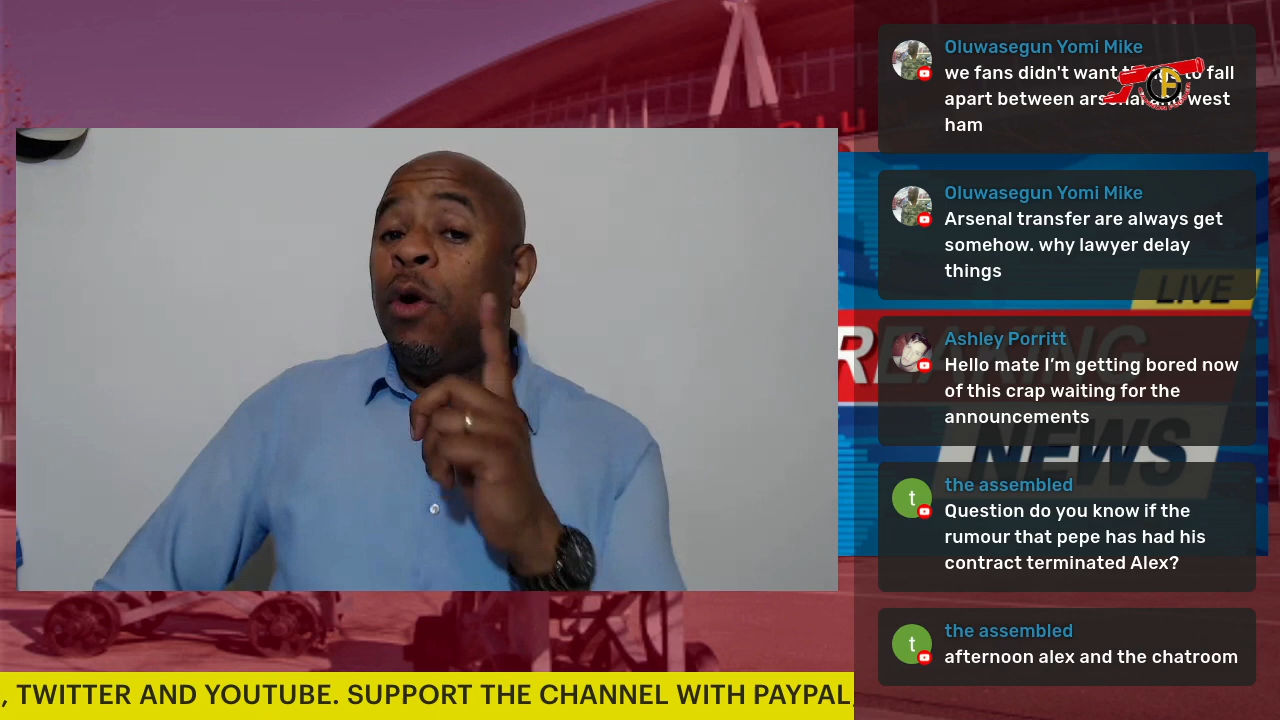 Oluwasegun Yomi Mike
we fans didn't want to fall
apart between arsenal and west
ham
Oluwasegun Yomi Mike
Arsenal transfer are always get
somehow. why lawyer delay
things
LIVE
Ashley Porritt
Hello mate I’m getting bored now
of this crap waiting for the
announcements
NEWS
the assembled
Question do you know if the
rumour that pepe has had his
contract terminated Alex?
the assembled
afternoon alex and the chatroom
, TWITTER AND YOUTUBE. SUPPORT THE CHANNEL WITH PAYPAL,